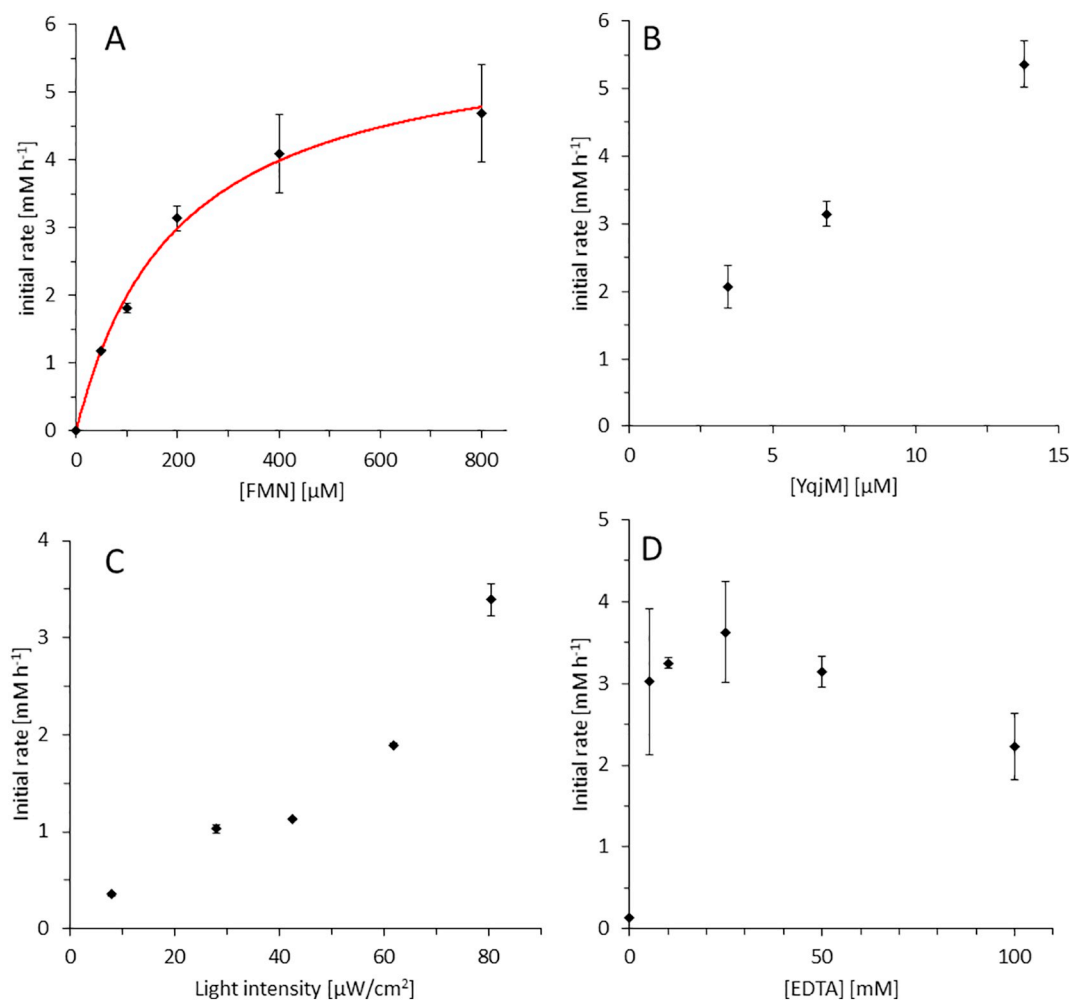 A
initial rate [mM h-1]
6
5
4
3
2
1
0
0 200 400 600 800
[FMN] [µM]
B
initial rate [mM h-1]
6
5
4
3
2
1
0
0 5 10 15
[YqjM] [µM]
C
Initial rate [mM h-1]
4
3
2
1
0
0 20 40 60 80
Light intensity [µW/cm²]
D
Initial rate [mM h-1]
5
4
3
2
1
0
0 50 100
[EDTA] [mM]